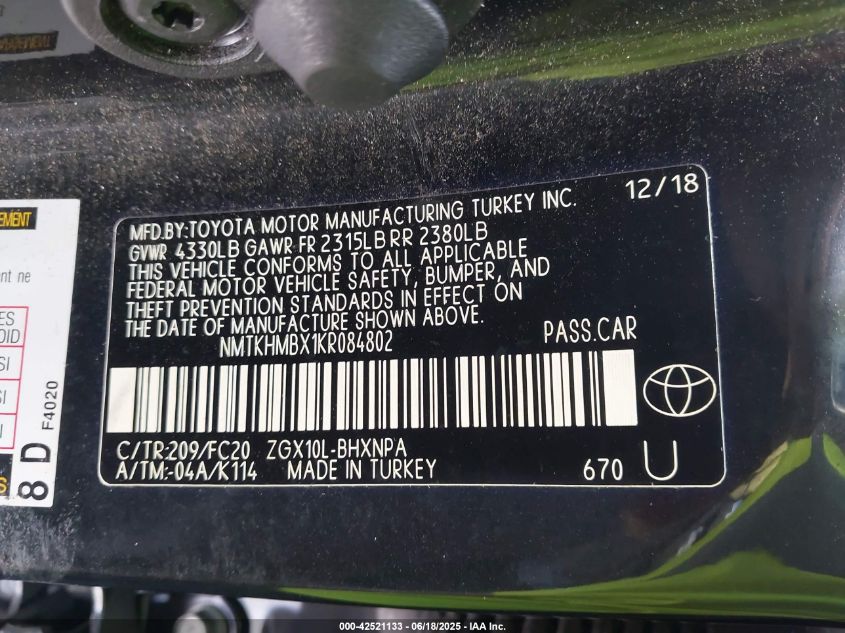 MFD.BY:TOYOTA MOTOR MANUFACTURING TURKEY INC. 12/18
GVWR 4330LB GAWR FR 2315LB RR 2380LB
THIS VEHICLE CONFORMS TO ALL APPLICABLE
FEDERAL MOTOR VEHICLE SAFETY, BUMPER, AND
THEFT PREVENTION STANDARDS IN EFFECT ON
THE DATE OF MANUFACTURE SHOWN ABOVE.
NMTKHMBX1KR084802 PASS.CAR
C/TR:209/FC20 ZGX10L-BHXNPA
A/TM:-04A/K114 MADE IN TURKEY 670 U
8 D F4020
000-42521133 - 06/18/2025 - IAA Inc.